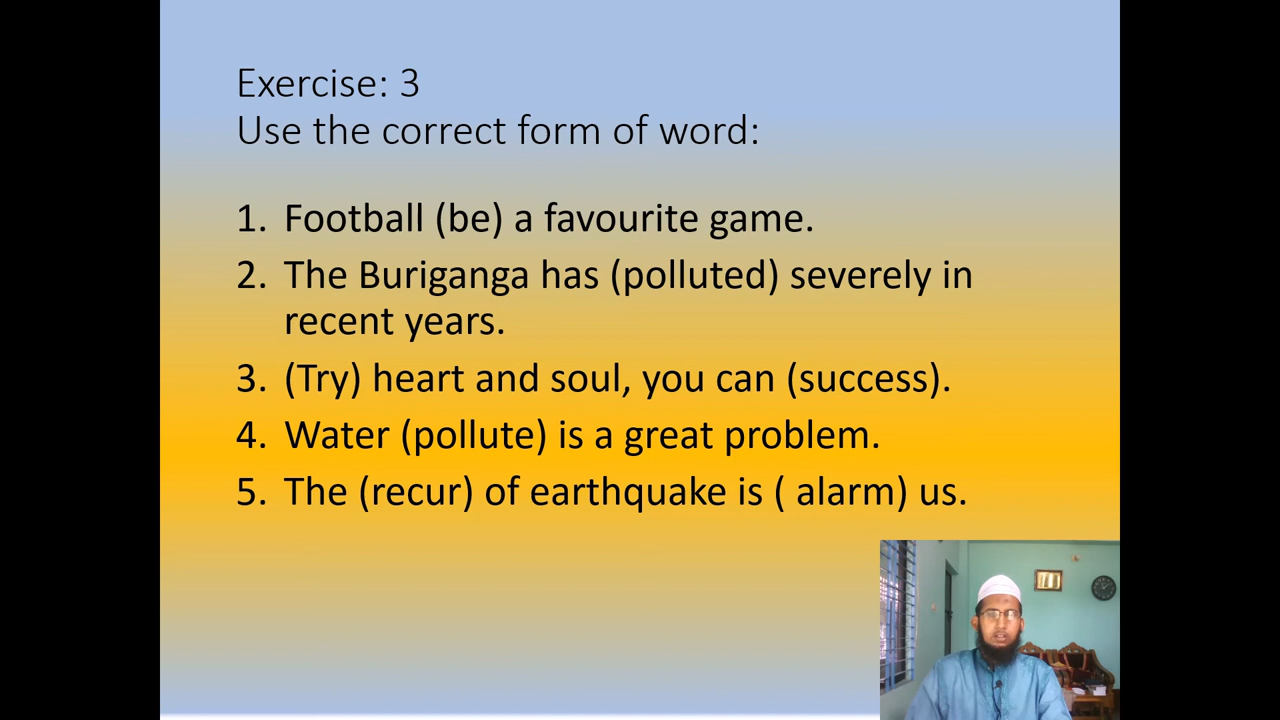 Exercise: 3
Use the correct form of word:
1. Football (be) a favourite game.
2. The Buriganga has (polluted) severely in
recent years.
3. (Try) heart and soul, you can (success).
4. Water (pollute) is a great problem.
5. The (recur) of earthquake is ( alarm) us.